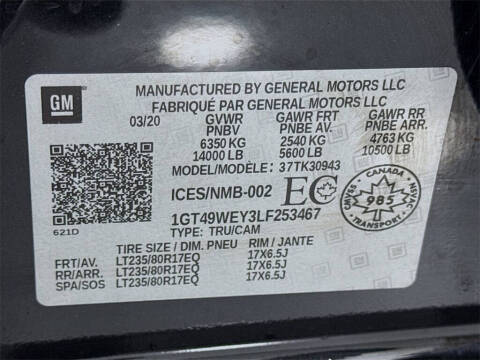 GM
MANUFACTURED BY GENERAL MOTORS LLC
FABRIQUÉ PAR GENERAL MOTORS LLC
03/20 GVWR GAWR FRT GAWR RR
PNBV PNBE AV. PNBE ARR.
6350 KG 2540 KG 4763 KG
14000 LB 5600 LB 10500 LB
MODEL/MODÈLE: 37TK30943
ICES/NMB-002 EC
1GT49WEY3LF253467
TYPE: TRU/CAM
621D
CANADA
985
TRANSPORT
TIRE SIZE / DIM. PNEU RIM / JANTE
FRT/AV. LT235/80R17EQ 17X6.5J
RR/ARR. LT235/80R17EQ 17X6.5J
SPA/SOS LT235/80R17EQ 17X6.5J